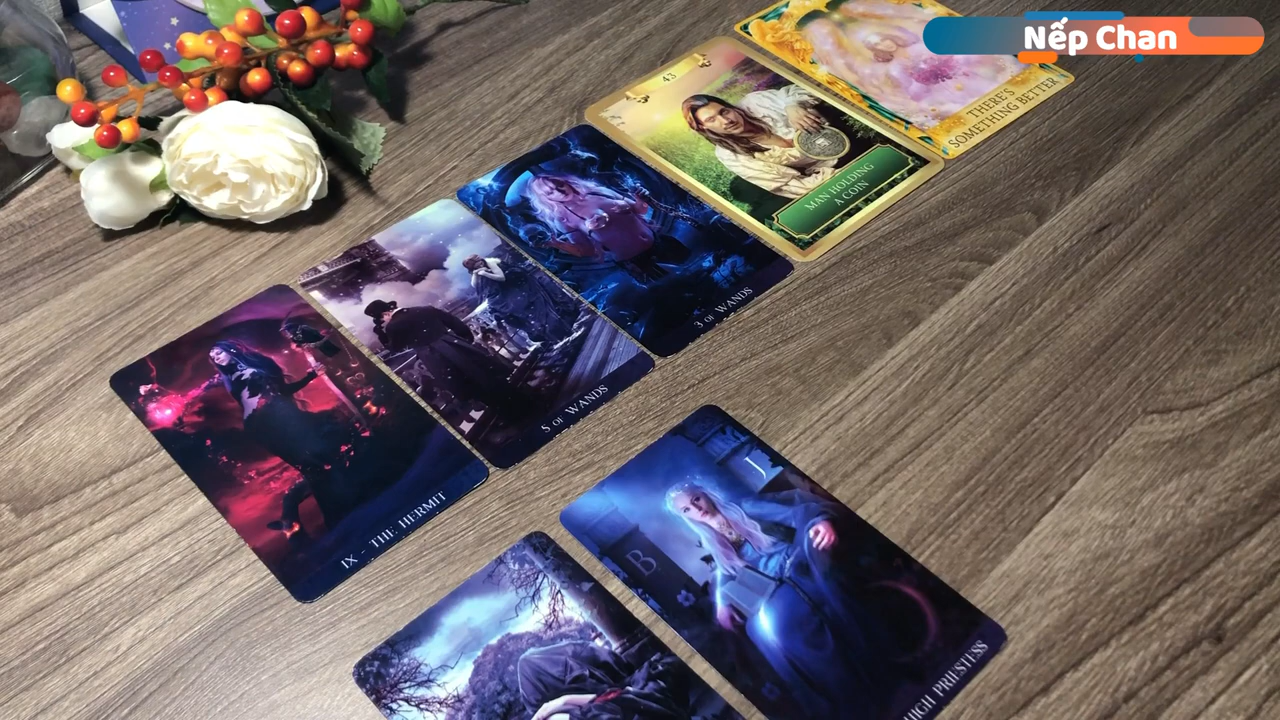 Nếp Chan
THERE'S
SOMETHING BETTER
43
MAN HOLDING
A COIN
3 OF WANDS
5 OF WANDS
IX - THE HERMIT
J
B
HIGH PRIESTESS